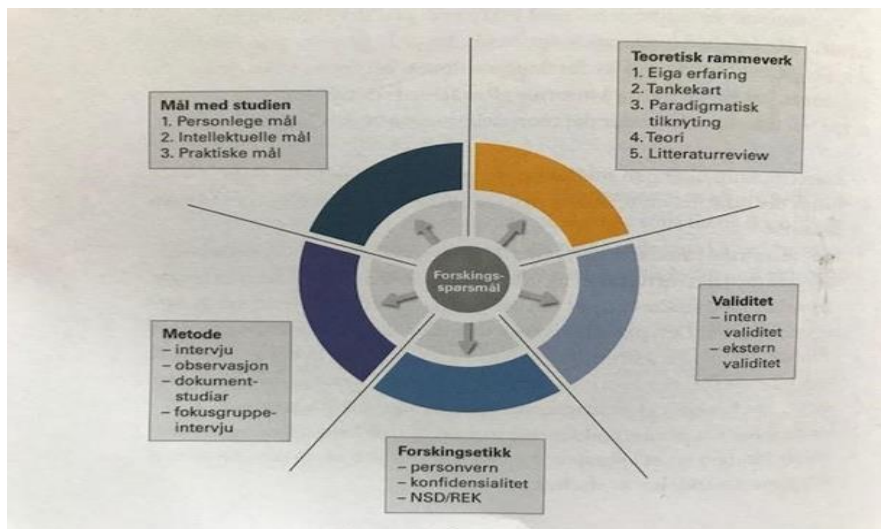 Mål med studien
1. Personlege mål
2. Intellektuelle mål
3. Praktiske mål
Teoretisk rammeverk
1. Eiga erfaring
2. Tankekart
3. Paradigmatisk
tilknyting
4. Teori
5. Litteraturreview
Forskings-
spørsmål
Metode
– intervju
– observasjon
– dokument-
studiar
– fokusgruppe-
intervju
Validitet
– intern
validitet
– ekstern
validitet
Forskingsetikk
– personvern
– konfidensialitet
– NSD/REK